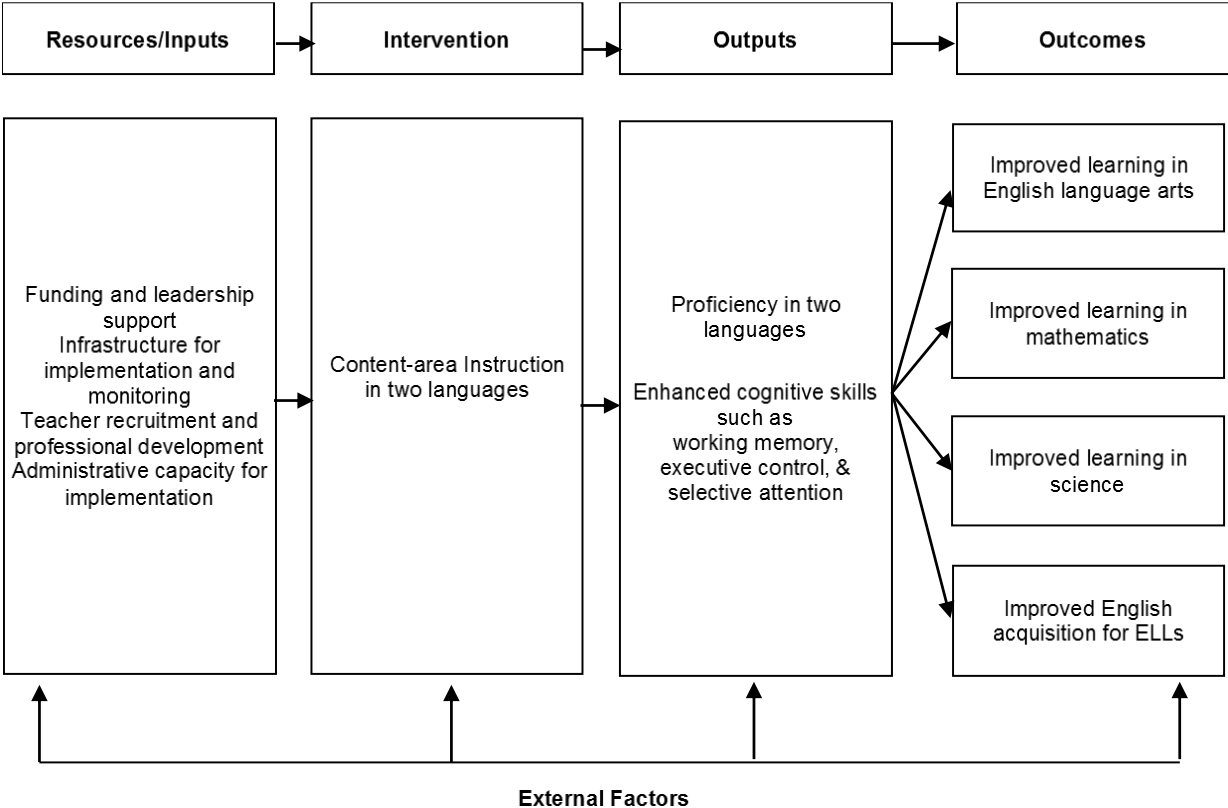 Resources/Inputs
Intervention
Outputs
Outcomes
Funding and leadership
support
Infrastructure for
implementation and
monitoring
Teacher recruitment and
professional development
Administrative capacity for
implementation
Content-area Instruction
in two languages
Proficiency in two
languages
Enhanced cognitive skills
such as
working memory,
executive control, &
selective attention
Improved learning in
English language arts
Improved learning in
mathematics
Improved learning in
science
Improved English
acquisition for ELLs
External Factors